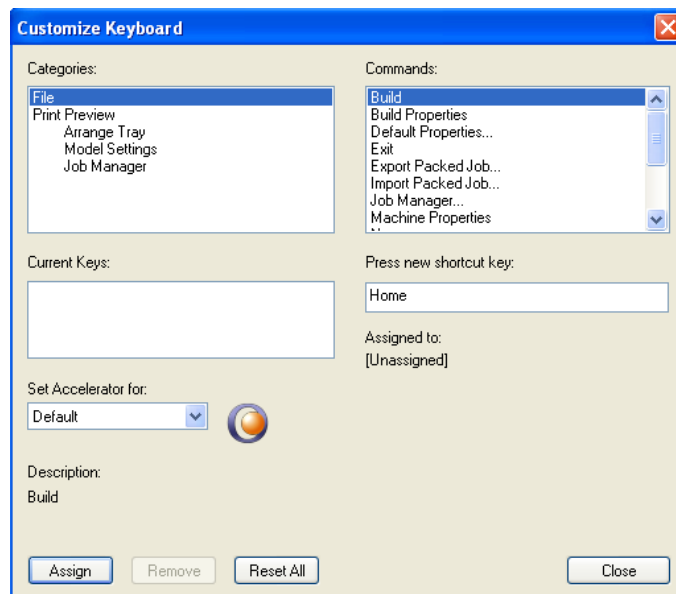 Customize Keyboard
Categories:
File
Print Preview
Arrange Tray
Model Settings
Job Manager
Commands:
Build
Build Properties
Default Properties...
Exit
Export Packed Job...
Import Packed Job...
Job Manager...
Machine Properties
Current Keys:
Press new shortcut key:
Home
Assigned to:
[Unassigned]
Set Accelerator for:
Default
Description:
Build
Assign
Remove
Reset All
Close